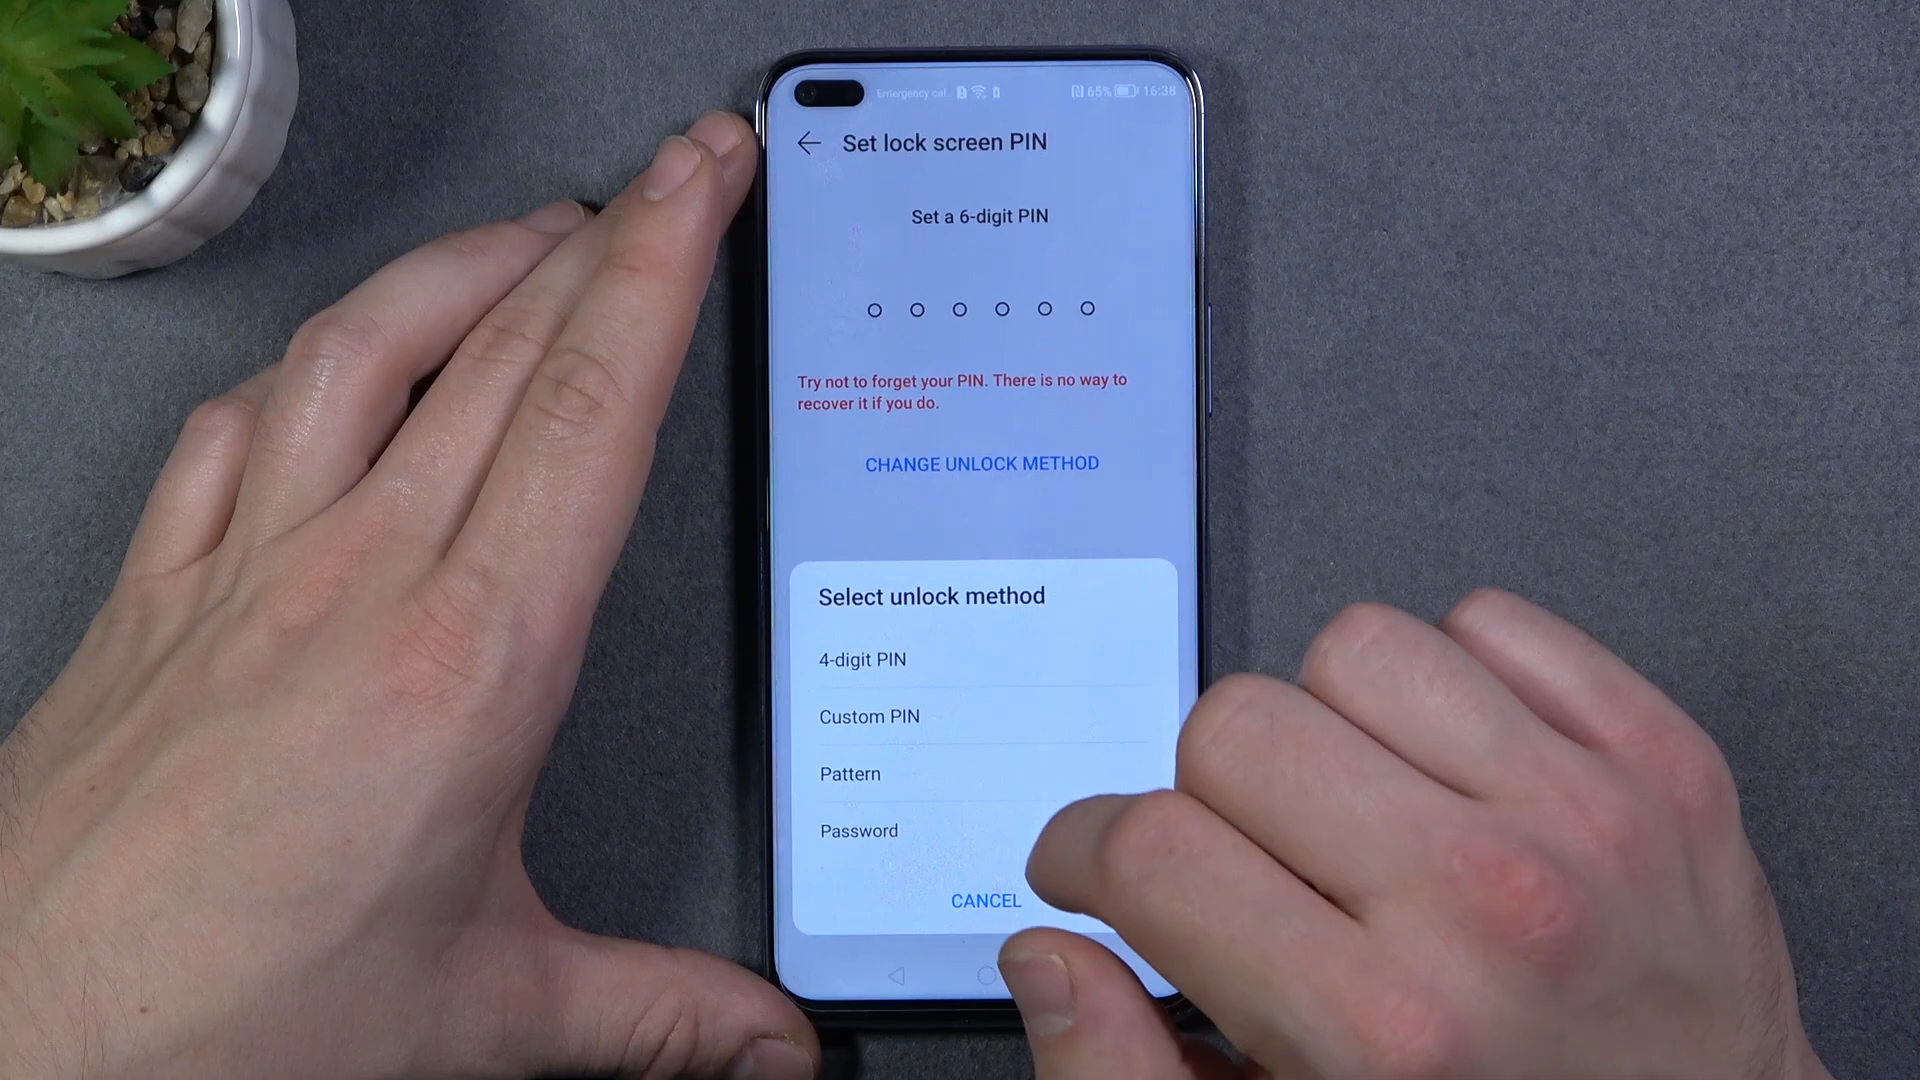 Emergency cal... 65% 16:38
Set lock screen PIN
Set a 6-digit PIN
Try not to forget your PIN. There is no way to
recover it if you do.
CHANGE UNLOCK METHOD
Select unlock method
4-digit PIN
Custom PIN
Pattern
Password
CANCEL